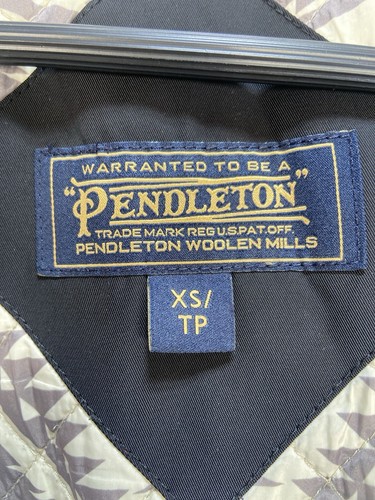 WARRANTED TO BE A
"PENDLETON"
TRADE MARK REG U.S. PAT. OFF.
PENDLETON WOOLEN MILLS
XS/
TP